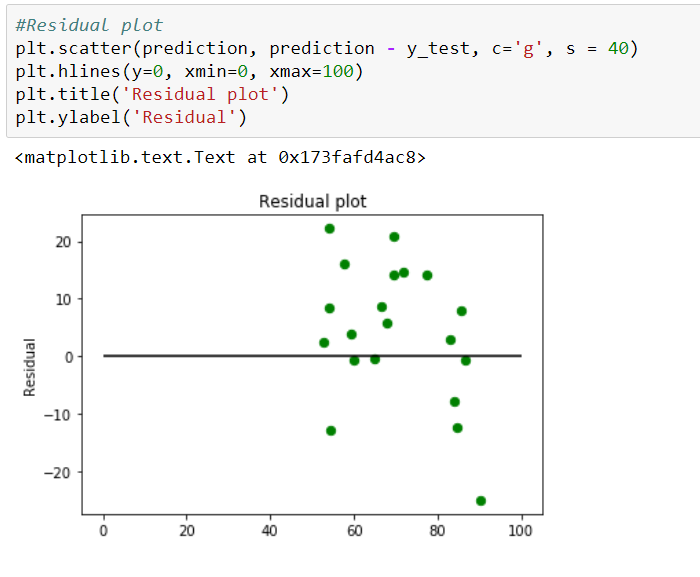 #Residual plot
plt.scatter(prediction, prediction - y_test, c='g', s = 40)
plt.hlines(y=0, xmin=0, xmax=100)
plt.title('Residual plot')
plt.ylabel('Residual')
<matplotlib.text.Text at 0x173fafd4ac8>
Residual plot
20
10
0
−10
−20
Residual
0 20 40 60 80 100